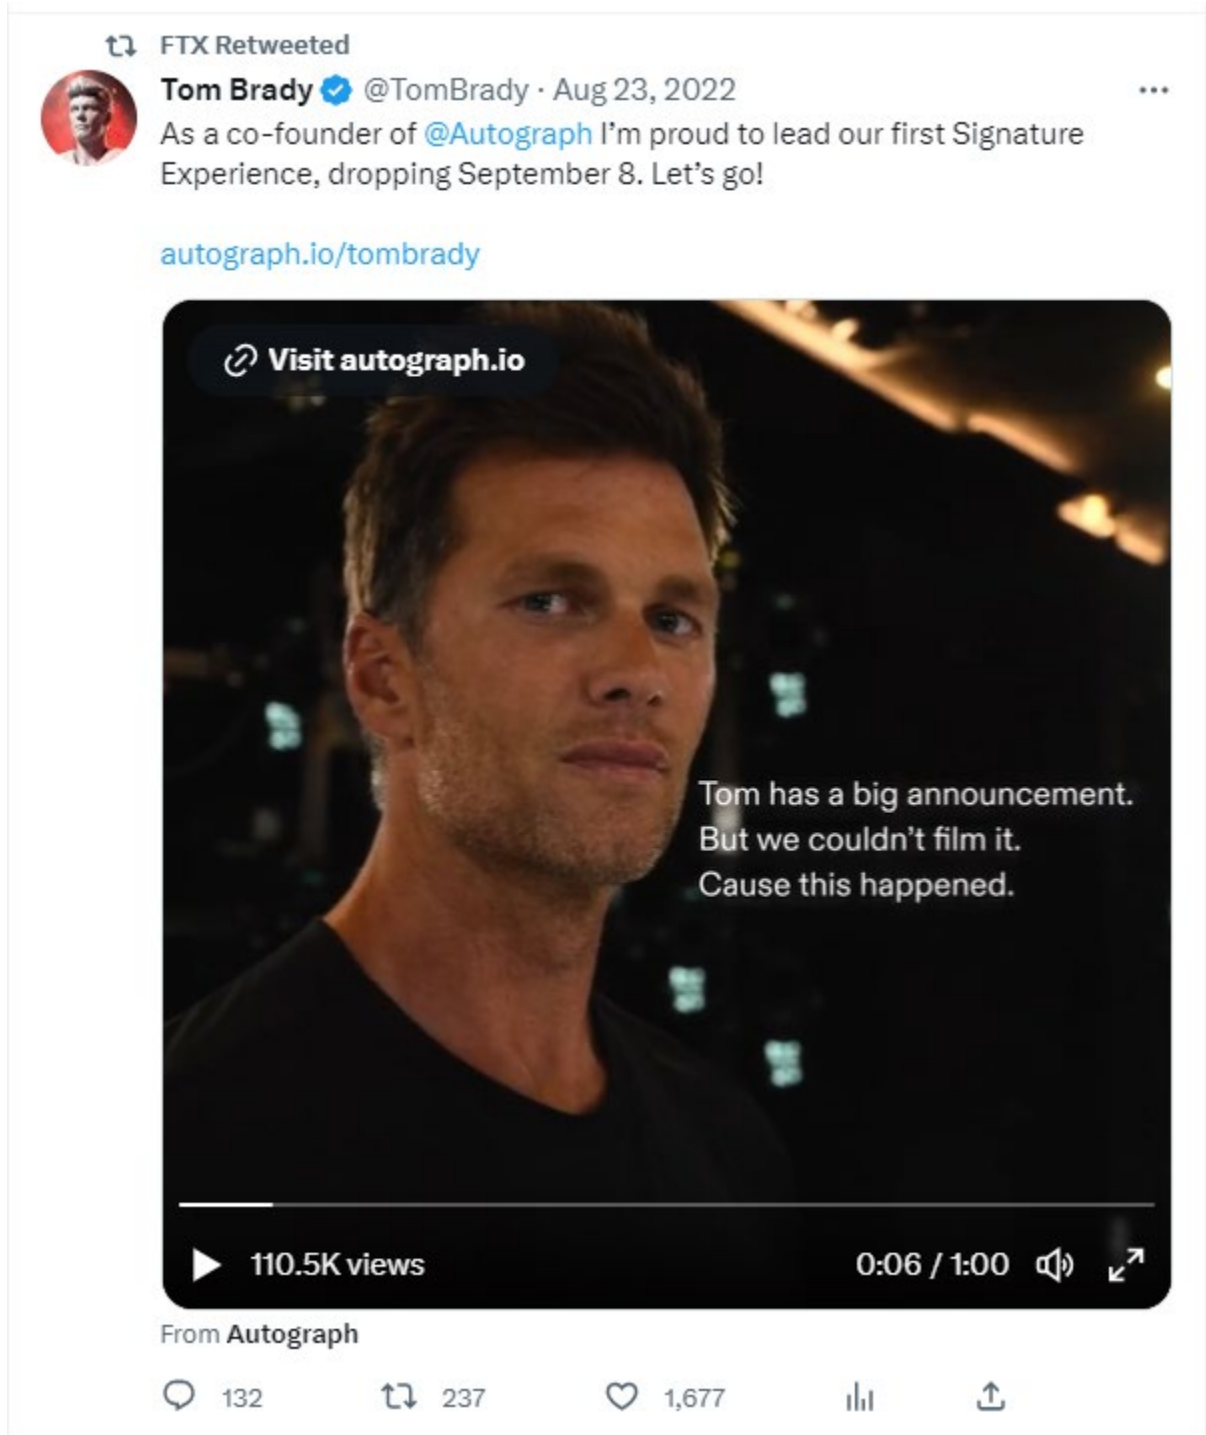 FTX Retweeted
Tom Brady @TomBrady · Aug 23, 2022
As a co-founder of @Autograph I'm proud to lead our first Signature
Experience, dropping September 8. Let's go!
autograph.io/tombrady
Visit autograph.io
Tom has a big announcement.
But we couldn't film it.
Cause this happened.
110.5K views
0:06 / 1:00
From Autograph
132 237 1,677